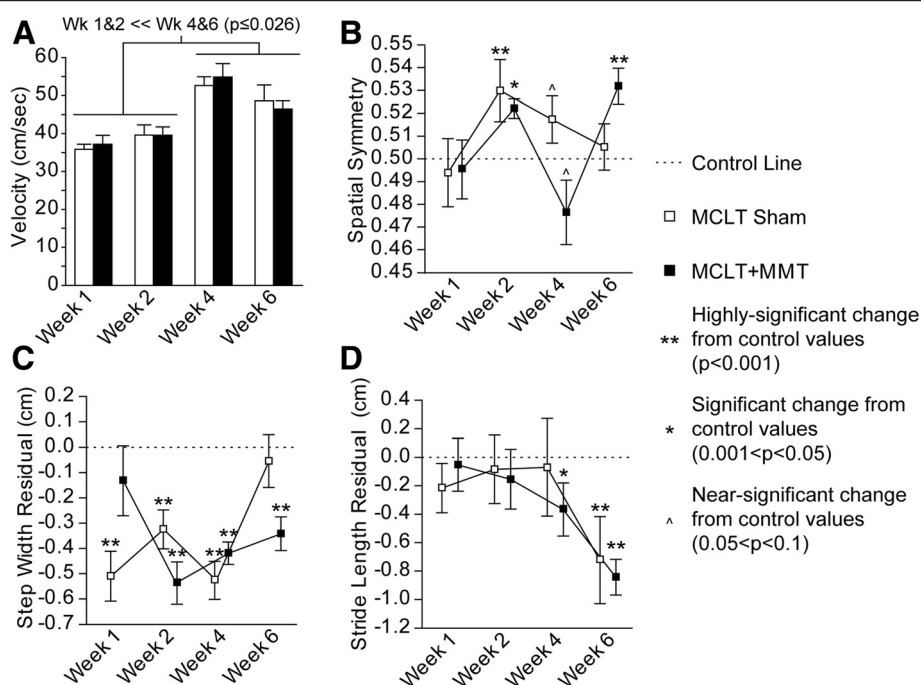 A
Wk 1&2 << Wk 4&6 (p≤0.026)
Velocity (cm/sec)
60
50
40
30
20
10
0
Week 1
Week 2
Week 4
Week 6
B
Spatial Symmetry
0.55
0.54
0.53
0.52
0.51
0.50
0.49
0.48
0.47
0.46
0.45
**
*
^
^
**
Week 1
Week 2
Week 4
Week 6
Control Line
MCLT Sham
MCLT+MMT
Highly-significant change
** from control values
(p<0.001)
Significant change from
* control values
(0.001<p<0.05)
Near-significant change
^ from control values
(0.05<p<0.1)
C
Step Width Residual (cm)
0.2
0.1
0.0
-0.1
-0.2
-0.3
-0.4
-0.5
-0.6
-0.7
**
**
**
**
**
**
Week 1
Week 2
Week 4
Week 6
D
Stride Length Residual (cm)
0.4
0.2
0.0
-0.2
-0.4
-0.6
-0.8
-1.0
-1.2
*
**
**
Week 1
Week 2
Week 4
Week 6